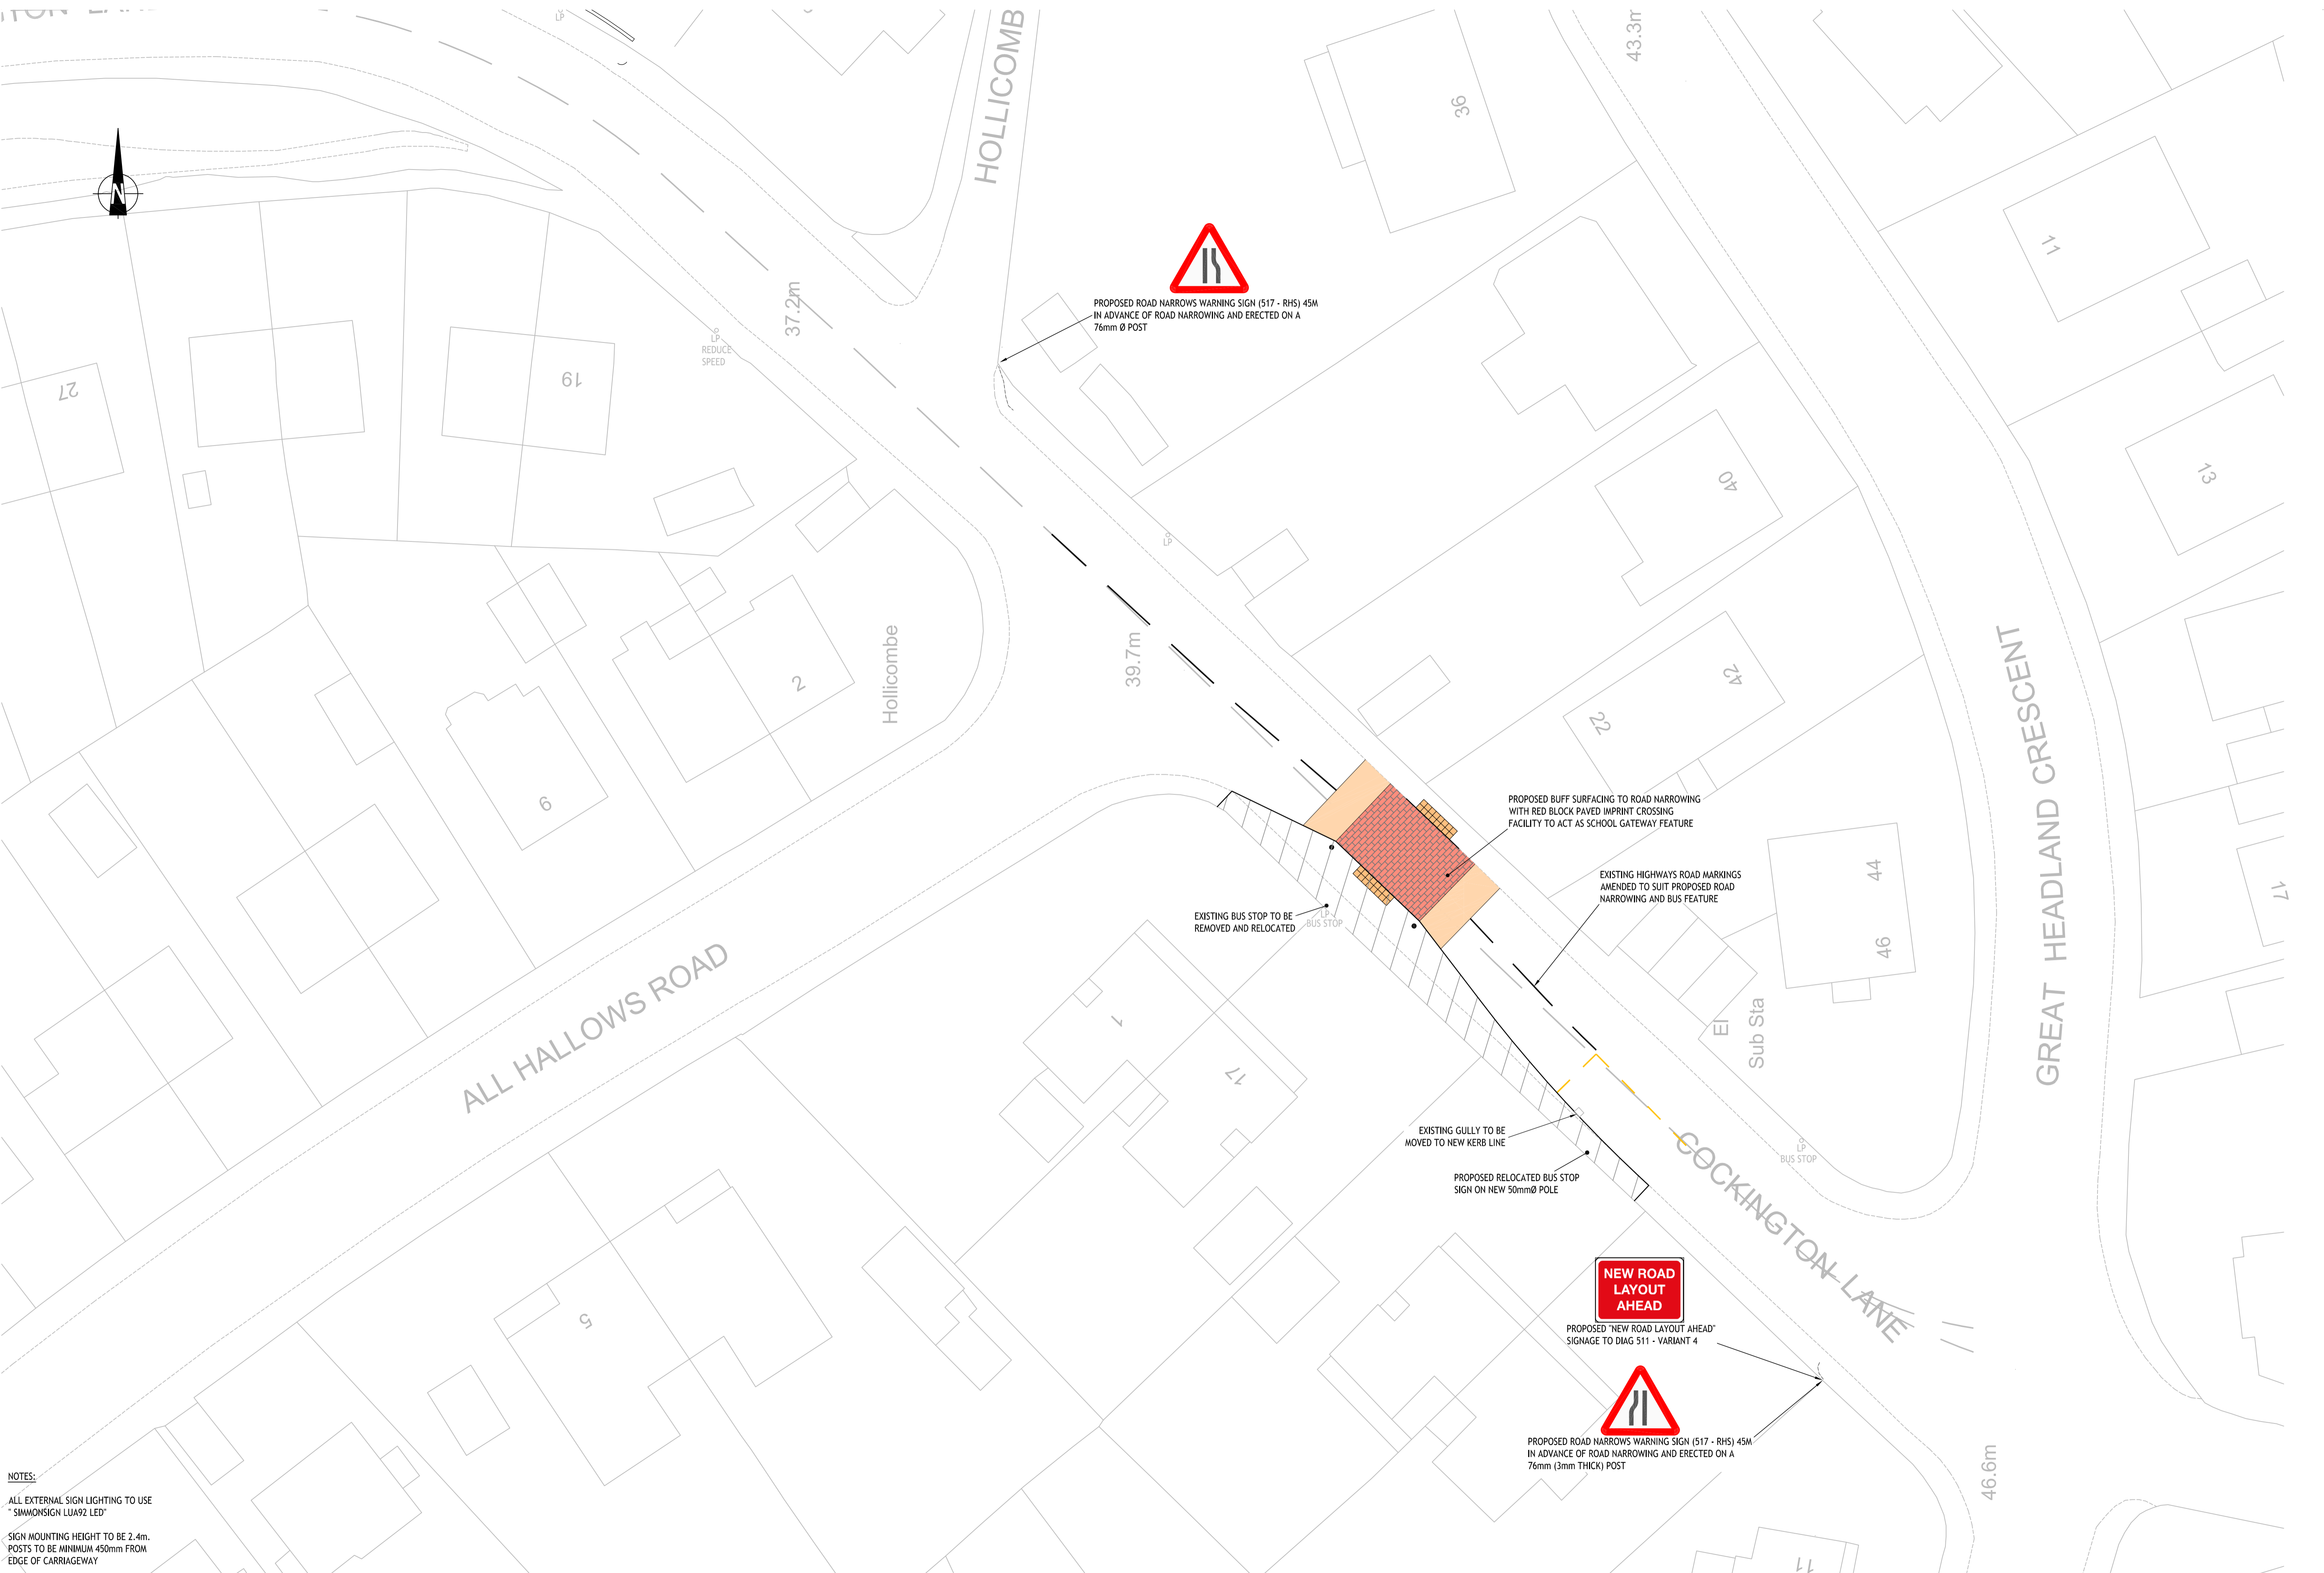 LP
HOLLICOMB
43.3m
36
N
11
37.2m
PROPOSED ROAD NARROWS WARNING SIGN (517 - RHS) 45M
IN ADVANCE OF ROAD NARROWING AND ERECTED ON A
76mm Ø POST
LP
REDUCE
SPEED
27
19
13
40
LP
39.7m
Hollicombe
2
42
22
6
GREAT HEADLAND CRESCENT
PROPOSED BUFF SURFACING TO ROAD NARROWING
WITH RED BLOCK PAVED IMPRINT CROSSING
FACILITY TO ACT AS SCHOOL GATEWAY FEATURE
EXISTING HIGHWAYS ROAD MARKINGS
AMENDED TO SUIT PROPOSED ROAD
NARROWING AND BUS FEATURE
44
46
17
EXISTING BUS STOP TO BE
REMOVED AND RELOCATED
LP
BUS STOP
ALL HALLOWS ROAD
1
17
El
Sub Sta
EXISTING GULLY TO BE
MOVED TO NEW KERB LINE
LP
BUS STOP
PROPOSED RELOCATED BUS STOP
SIGN ON NEW 50mmØ POLE
COCKINGTON LANE
NEW ROAD
LAYOUT
AHEAD
PROPOSED "NEW ROAD LAYOUT AHEAD"
SIGNAGE TO DIAG 511 - VARIANT 4
5
PROPOSED ROAD NARROWS WARNING SIGN (517 - RHS) 45M
IN ADVANCE OF ROAD NARROWING AND ERECTED ON A
76mm (3mm THICK) POST
46.6m
11
NOTES:
ALL EXTERNAL SIGN LIGHTING TO USE
" SIMMONSIGN LUA92 LED"
SIGN MOUNTING HEIGHT TO BE 2.4m.
POSTS TO BE MINIMUM 450mm FROM
EDGE OF CARRIAGEWAY